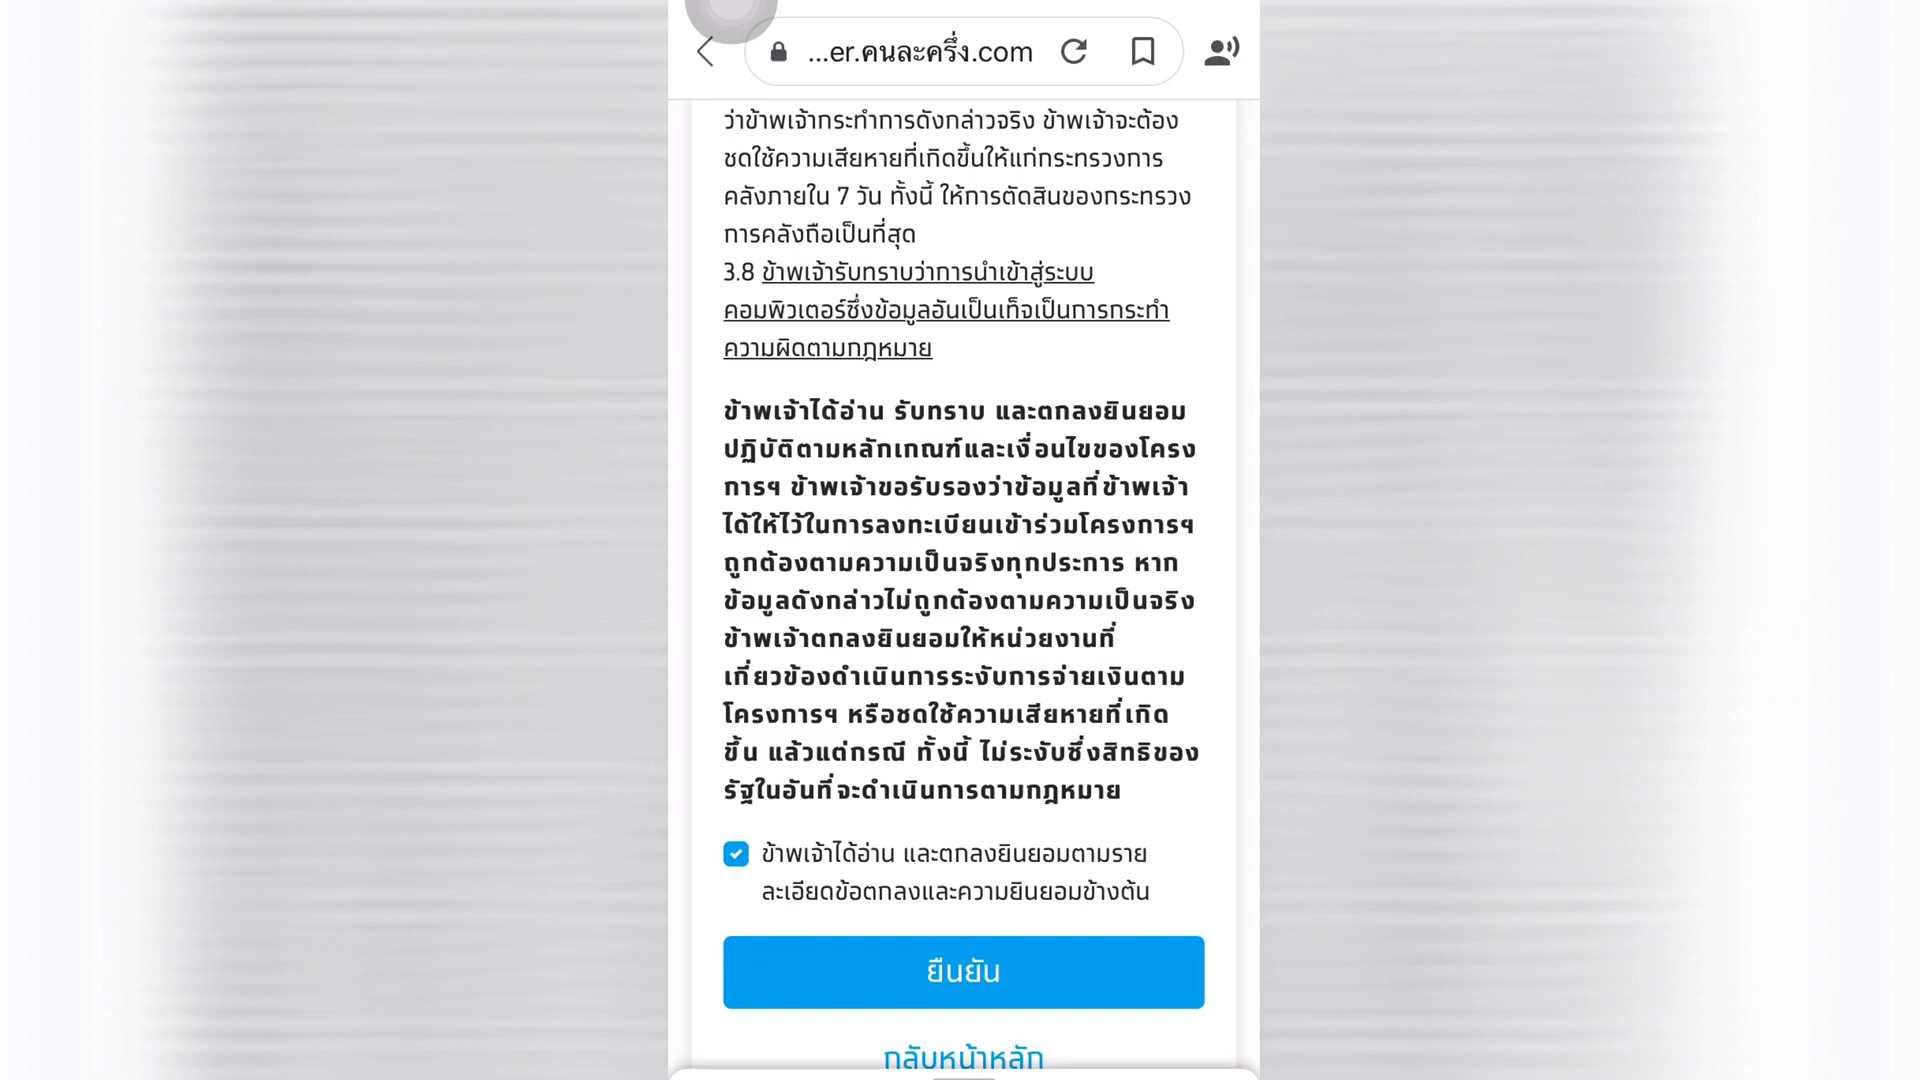 ...er.คนละครึ่ง.com
ว่าข้าพเจ้ากระทำการดังกล่าวจริง ข้าพเจ้าจะต้อง
ชดใช้ความเสียหายที่เกิดขึ้นให้แก่กระทรวงการ
คลังภายใน 7 วัน ทั้งนี้ ให้การตัดสินของกระทรวง
การคลังถือเป็นที่สุด
3.8 ข้าพเจ้ารับทราบว่าการนำเข้าสู่ระบบ
คอมพิวเตอร์ซึ่งข้อมูลอันเป็นเท็จเป็นการกระทำ
ความผิดตามกฎหมาย
ข้าพเจ้าได้อ่าน รับทราบ และตกลงยินยอม
ปฏิบัติตามหลักเกณฑ์และเงื่อนไขของโครง
การฯ ข้าพเจ้าขอรับรองว่าข้อมูลที่ข้าพเจ้า
ได้ให้ไว้ในการลงทะเบียนเข้าร่วมโครงการฯ
ถูกต้องตามความเป็นจริงทุกประการ หาก
ข้อมูลดังกล่าวไม่ถูกต้องตามความเป็นจริง
ข้าพเจ้าตกลงยินยอมให้หน่วยงานที่
เกี่ยวข้องดำเนินการระงับการจ่ายเงินตาม
โครงการฯ หรือชดใช้ความเสียหายที่เกิด
ขึ้น แล้วแต่กรณี ทั้งนี้ ไม่ระงับซึ่งสิทธิของ
รัฐในอันที่จะดำเนินการตามกฎหมาย
ข้าพเจ้าได้อ่าน และตกลงยินยอมตามราย
ละเอียดข้อตกลงและความยินยอมข้างต้น
ยืนยัน
กลับหน้าหลัก